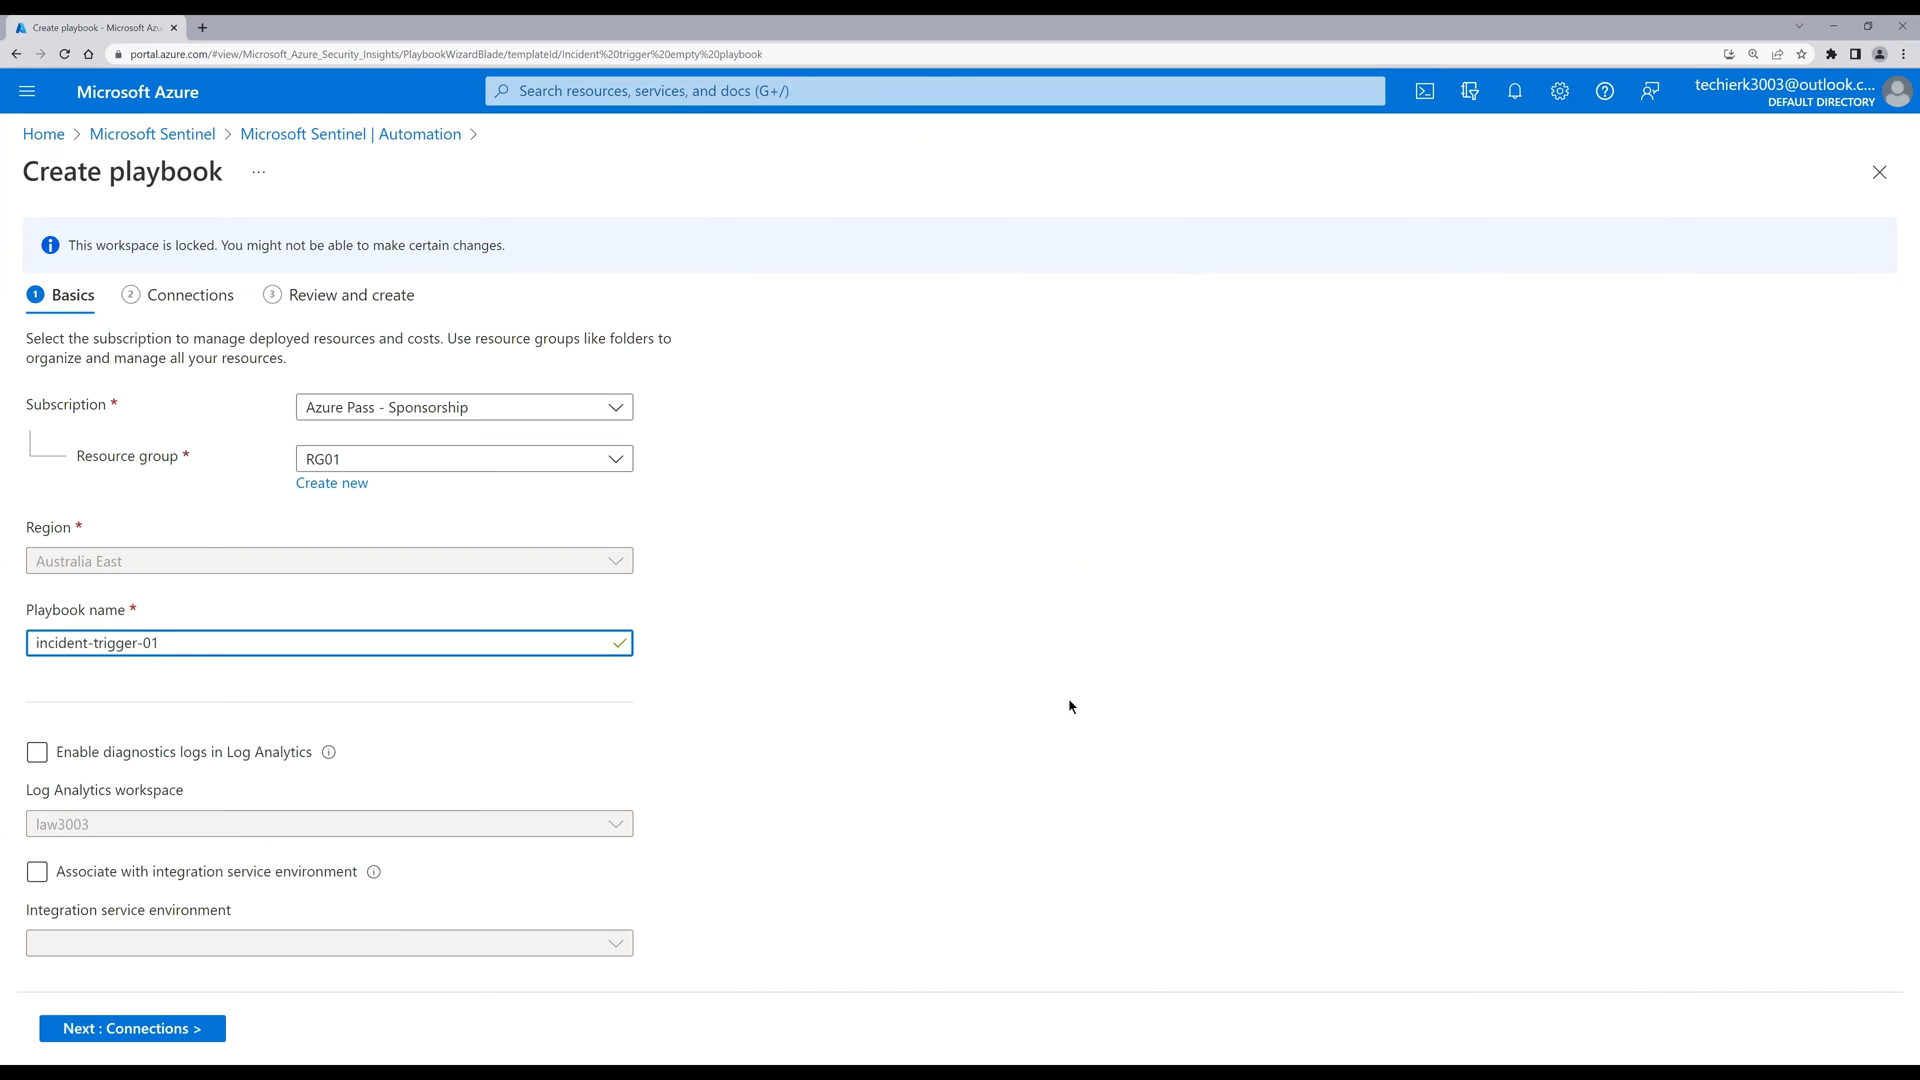 Create playbook - Microsoft Azu
portal.azure.com/#view/Microsoft_Azure_Security_Insights/PlaybookWizardBlade/templateId/Incident%20trigger%20empty%20playbook
Microsoft Azure
Search resources, services, and docs (G+/)
techierk3003@outlook.c...
DEFAULT DIRECTORY
Home > Microsoft Sentinel > Microsoft Sentinel | Automation >
Create playbook ...
This workspace is locked. You might not be able to make certain changes.
1 Basics 2 Connections 3 Review and create
Select the subscription to manage deployed resources and costs. Use resource groups like folders to
organize and manage all your resources.
Subscription *
Azure Pass - Sponsorship
Resource group *
RG01
Create new
Region *
Australia East
Playbook name *
incident-trigger-01
Enable diagnostics logs in Log Analytics
Log Analytics workspace
law3003
Associate with integration service environment
Integration service environment
Next : Connections >